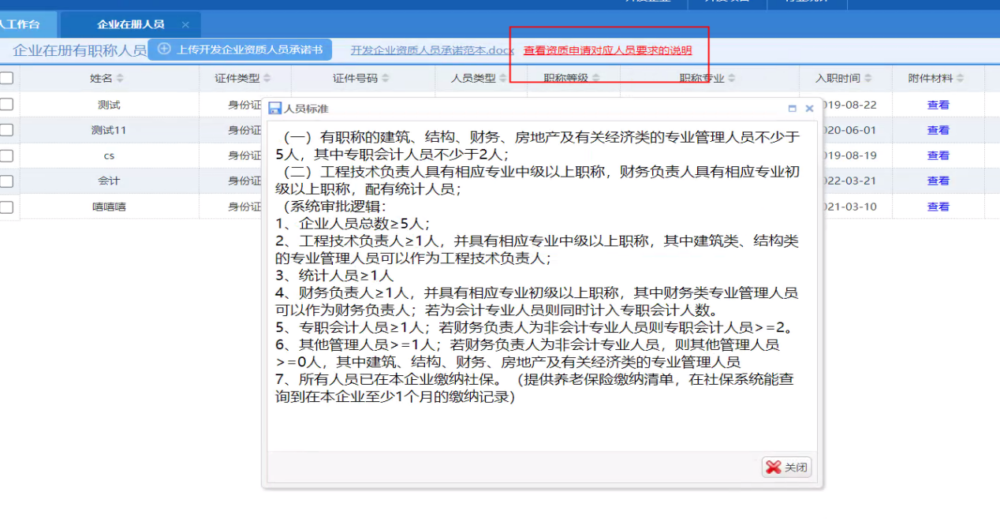 人工作台 企业在册人员 ×
企业在册有职称人员 上传开发企业资质人员承诺书 开发企业资质人员承诺范本.docx 查看资质申请对应人员要求的说明
姓名 证件类型 证件号码 人员类型 职称等级 职称专业 入职时间 附件材料
测试 身份证 019-08-22 查看
测试11 身份证 020-06-01 查看
cs 身份证 019-08-19 查看
会计 身份证 022-03-21 查看
嘻嘻嘻 身份证 021-03-10 查看
人员标准
（一）有职称的建筑、结构、财务、房地产及有关经济类的专业管理人员不少于
5人，其中专职会计人员不少于2人；
（二）工程技术负责人具有相应专业中级以上职称，财务负责人具有相应专业初
级以上职称，配有统计人员；
（系统审批逻辑：
1、企业人员总数≥5人；
2、工程技术负责人≥1人，并具有相应专业中级以上职称，其中建筑类、结构类
的专业管理人员可以作为工程技术负责人；
3、统计人员≥1人
4、财务负责人≥1人，并具有相应专业初级以上职称，其中财务类专业管理人员
可以作为财务负责人；若为会计专业人员则同时计入专职会计人数。
5、专职会计人员≥1人；若财务负责人为非会计专业人员则专职会计人员>=2。
6、其他管理人员>=1人；若财务负责人为非会计专业人员，则其他管理人员
>=0人，其中建筑、结构、财务、房地产及有关经济类的专业管理人员
7、所有人员已在本企业缴纳社保。（提供养老保险缴纳清单，在社保系统能查
询到在本企业至少1个月的缴纳记录）
关闭